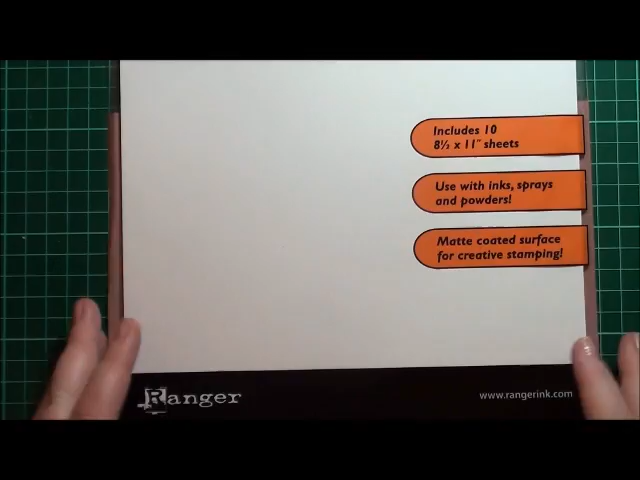 Includes 10
8½ x 11" sheets
Use with inks, sprays
and powders!
Matte coated surface
for creative stamping!
Ranger
www.rangerink.com